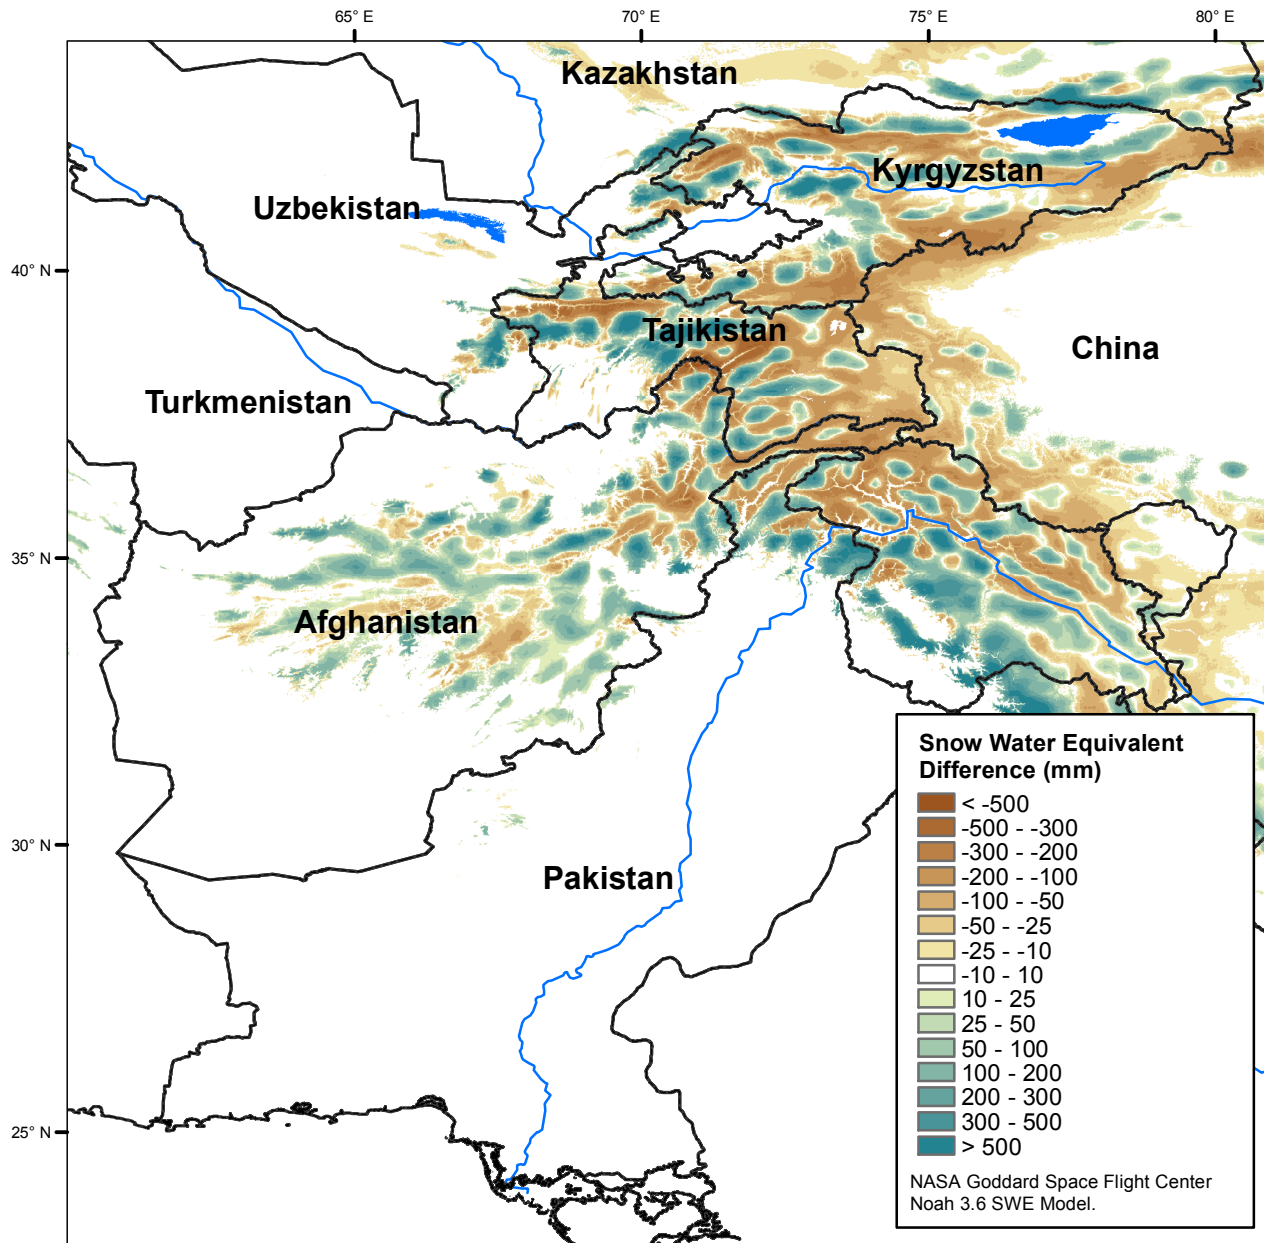 65° E
70° E
75° E
80° E
Kazakhstan
Kyrgyzstan
Uzbekistan
40° N
Tajikistan
China
Turkmenistan
35° N
Afghanistan
Snow Water Equivalent
Difference (mm)
< -500
-500 - -300
-300 - -200
-200 - -100
-100 - -50
-50 - -25
-25 - -10
-10 - 10
10 - 25
25 - 50
50 - 100
100 - 200
200 - 300
300 - 500
> 500
NASA Goddard Space Flight Center
Noah 3.6 SWE Model.
30° N
Pakistan
25° N